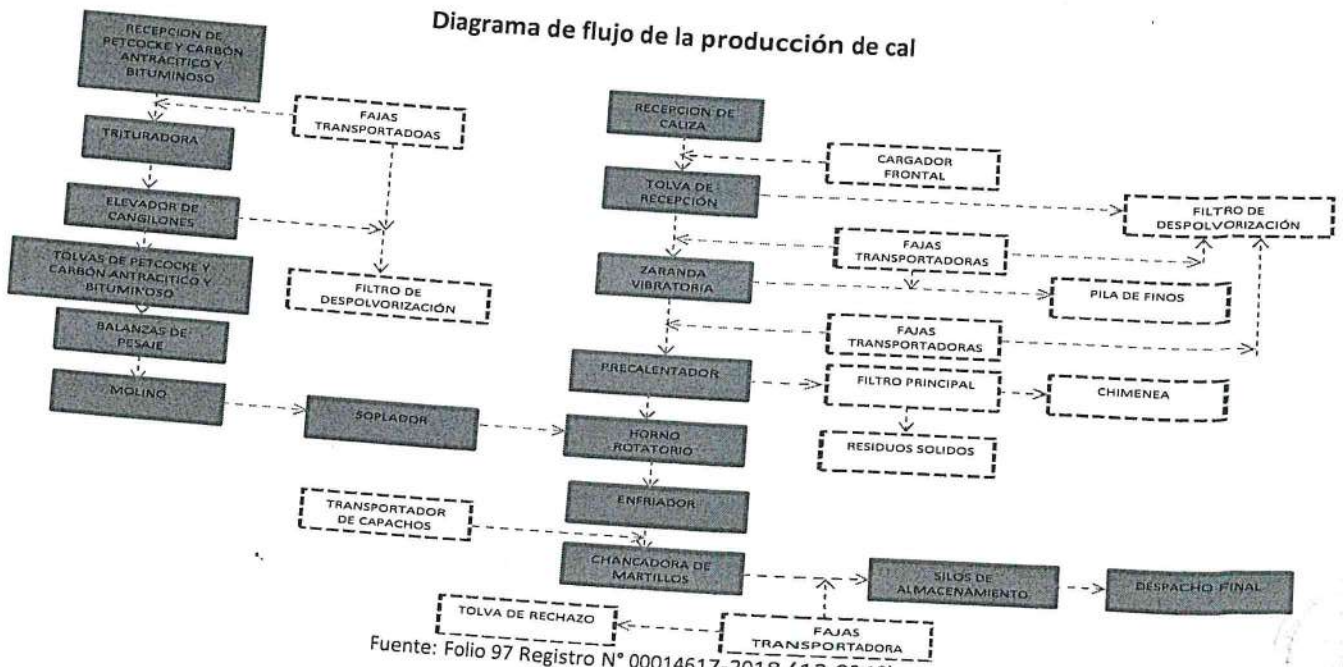 Diagrama de flujo de la producción de cal
RECEPCION DE
PETCOCKE Y CARBÓN
ANTRACITICO Y
BITUMINOSO
FAJAS
TRANSPORTADOAS
TRITURADORA
ELEVADOR DE
CANGILONES
TOLVAS DE PETCOCKE Y
CARBÓN ANTRACITICO Y
BITUMINOSO
FILTRO DE
DESPOLVORIZACIÓN
BALANZAS DE
PESAJE
MOLINO
SOPLADOR
RECEPCION DE
CALIZA
CARGADOR
FRONTAL
TOLVA DE
RECEPCIÓN
FILTRO DE
DESPOLVORIZACIÓN
FAJAS
TRANSPORTADORAS
ZARANDA
VIBRATORIA
PILA DE FINOS
FAJAS
TRANSPORTADORAS
PRECALENTADOR
FILTRO PRINCIPAL
CHIMENEA
HORNO
ROTATORIO
RESIDUOS SOLIDOS
ENFRIADOR
TRANSPORTADOR
DE CAPACHOS
CHANCADORA DE
MARTILLOS
SILOS DE
ALMACENAMIENTO
DESPACHO FINAL
TOLVA DE RECHAZO
FAJAS
TRANSPORTADORA
Fuente: Folio 97 Registro N° 00014617-2018